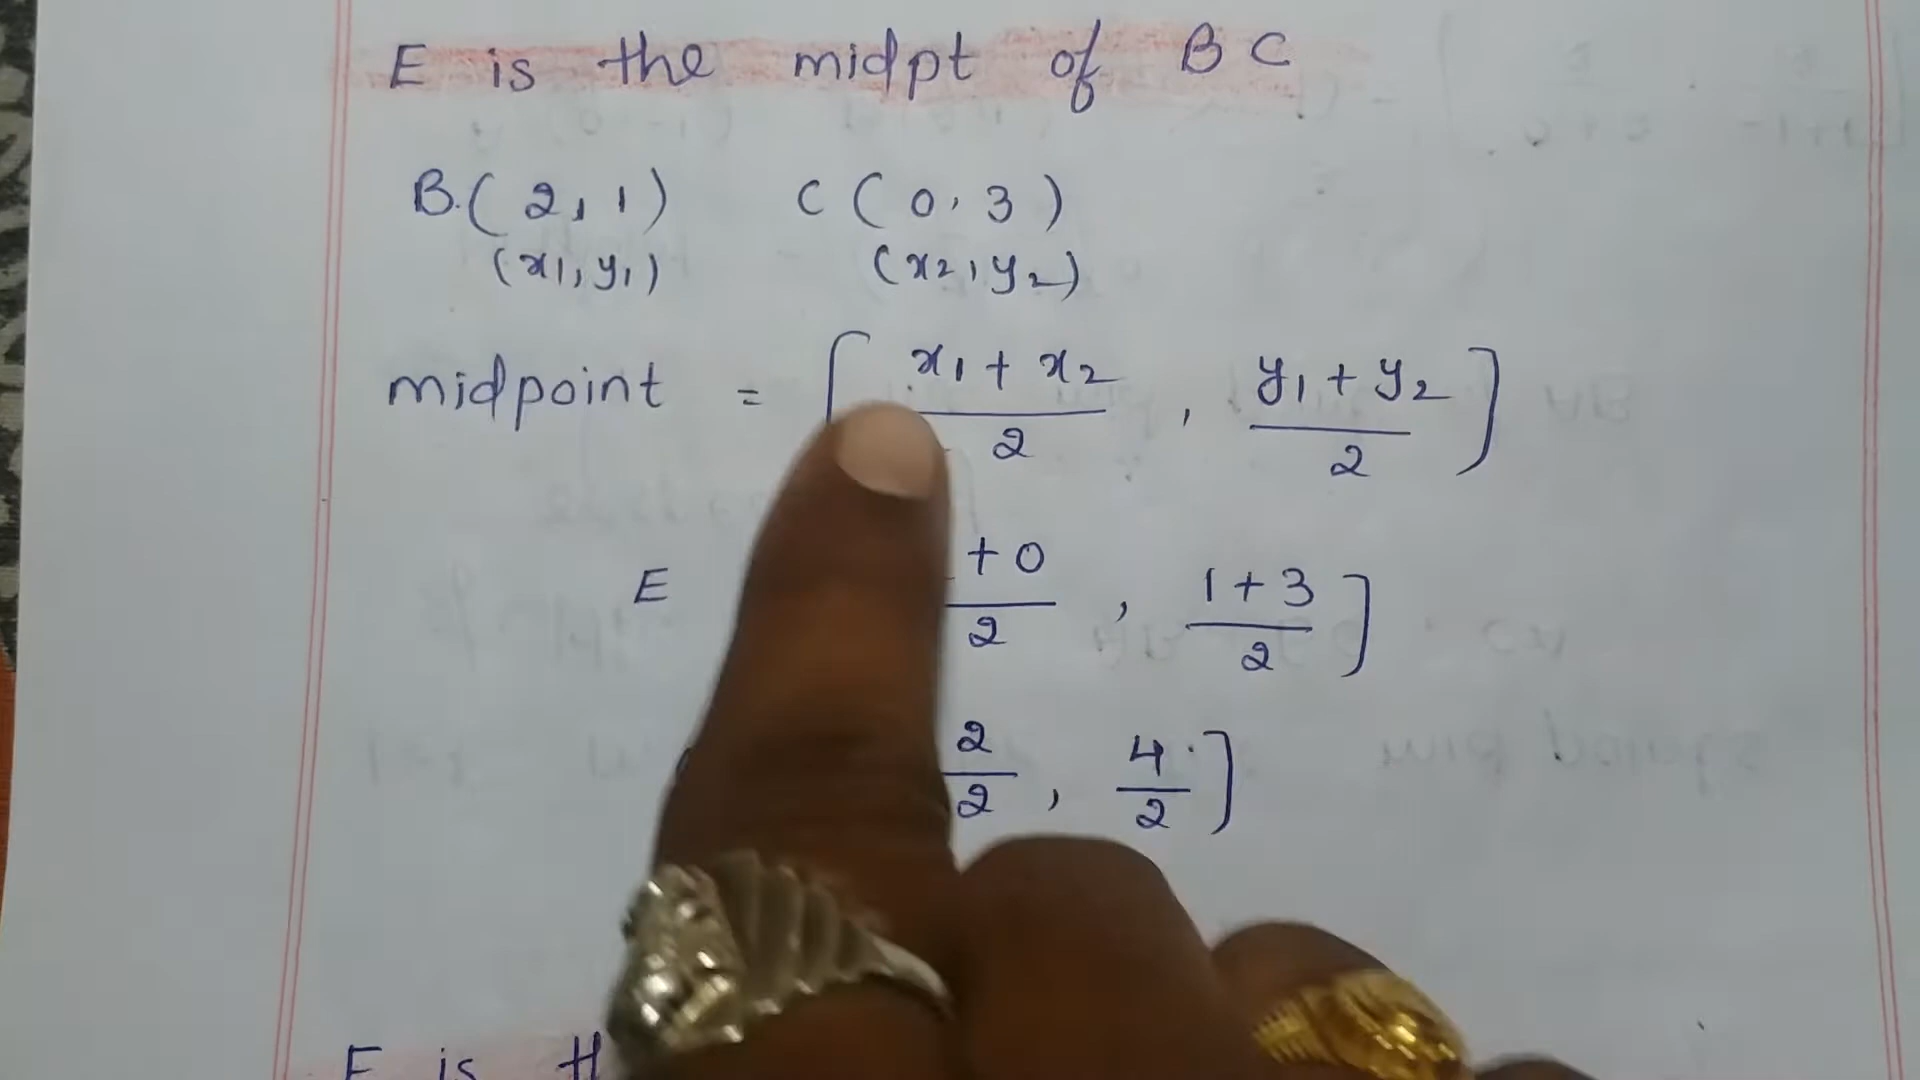 E is the midpt of BC
B(2,1) C(0,3)
(x1,y1) (x2,y2)
midpoint = [ x1+x2/2 , y1+y2/2 ]
E +0/2 , 1+3/2 ]
2/2 , 4/2 ]
is